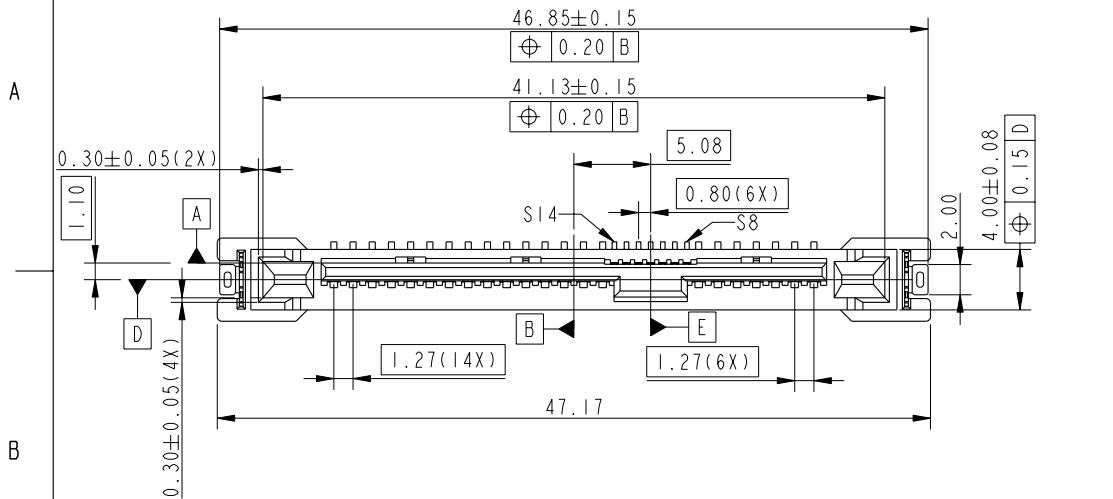 46.85±0.15
⌖ 0.20 B
A
41.13±0.15
⌖ 0.20 B
0.30±0.05(2X)
5.08
4.00±0.08
⌖ 0.15 D
1.10
0.80(6X)
A
S14
S8
2.00
D
B
E
1.27(14X)
1.27(6X)
0.30±0.05(4X)
47.17
B